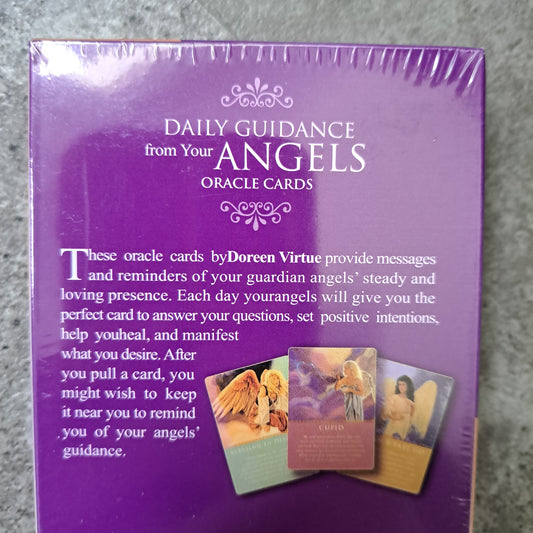 DAILY GUIDANCE
from Your ANGELS
ORACLE CARDS
These oracle cards byDoreen Virtue provide messages
and reminders of your guardian angels' steady and
loving presence. Each day yourangels will give you the
perfect card to answer your questions, set positive intentions,
help youheal, and manifest
what you desire. After
you pull a card, you
might wish to keep
it near you to remind
you of your angels'
guidance.
CUPID